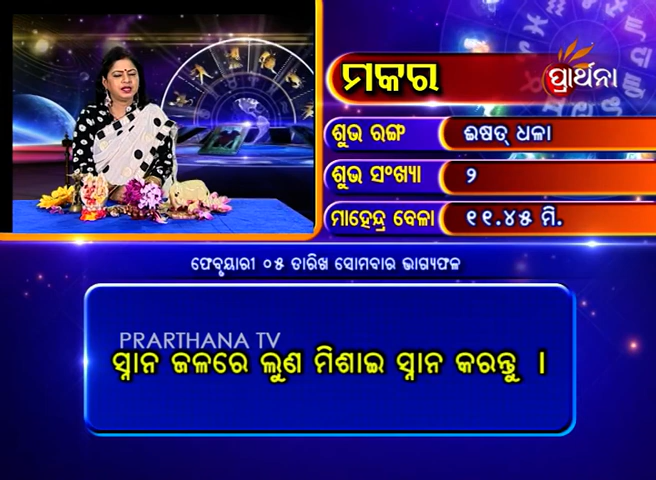 ମକର
ପ୍ରାର୍ଥନା
ଶୁଭ ରଙ୍ଗ
ଈଷତ୍ ଧଳା
ଶୁଭ ସଂଖ୍ୟା
୨
ମାହେନ୍ଦ୍ର ବେଳା
୧୧.୪୫ ମି.
ଫେବୃୟାରୀ ୦୫ ତାରିଖ ସୋମବାର ଭାଗ୍ୟଫଳ
PRARTHANA TV
ସ୍ନାନ ଜଳରେ ଲୁଣ ମିଶାଇ ସ୍ନାନ କରନ୍ତୁ ।